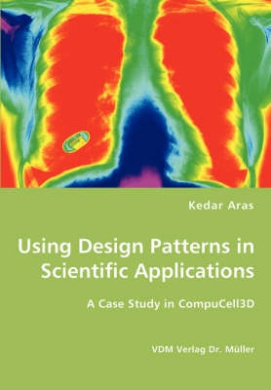 Kedar Aras
Using Design Patterns in
Scientific Applications
A Case Study in CompuCell3D
VDM Verlag Dr. Müller